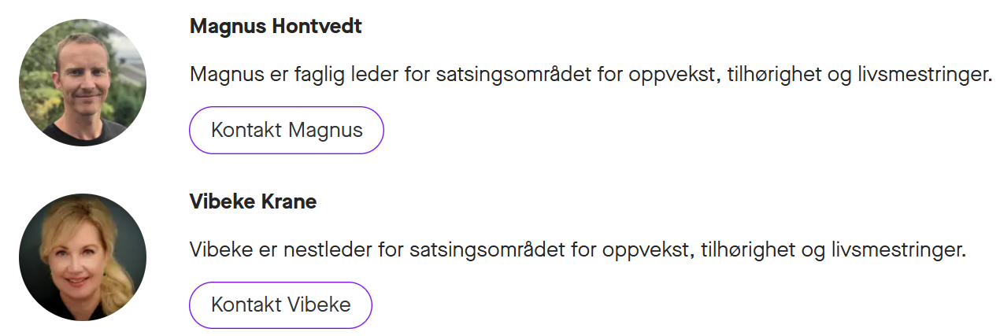 Magnus Hontvedt
Magnus er faglig leder for satsingsområdet for oppvekst, tilhørighet og livsmestringer.
Kontakt Magnus
Vibeke Krane
Vibeke er nestleder for satsingsområdet for oppvekst, tilhørighet og livsmestringer.
Kontakt Vibeke